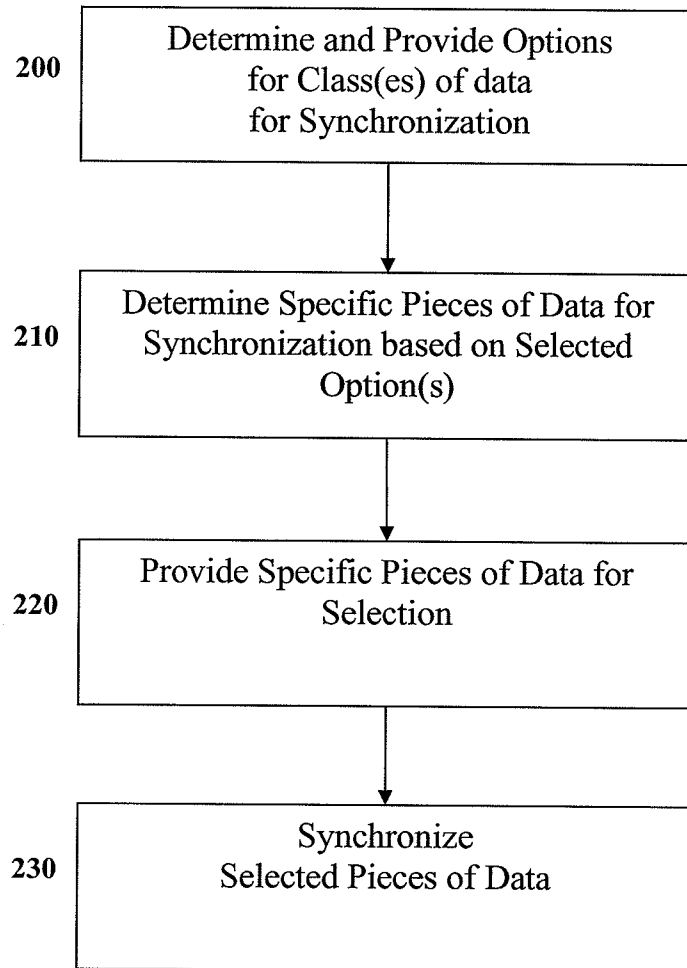 200
Determine and Provide Options
for Class(es) of data
for Synchronization
210
Determine Specific Pieces of Data for
Synchronization based on Selected
Option(s)
220
Provide Specific Pieces of Data for
Selection
230
Synchronize
Selected Pieces of Data